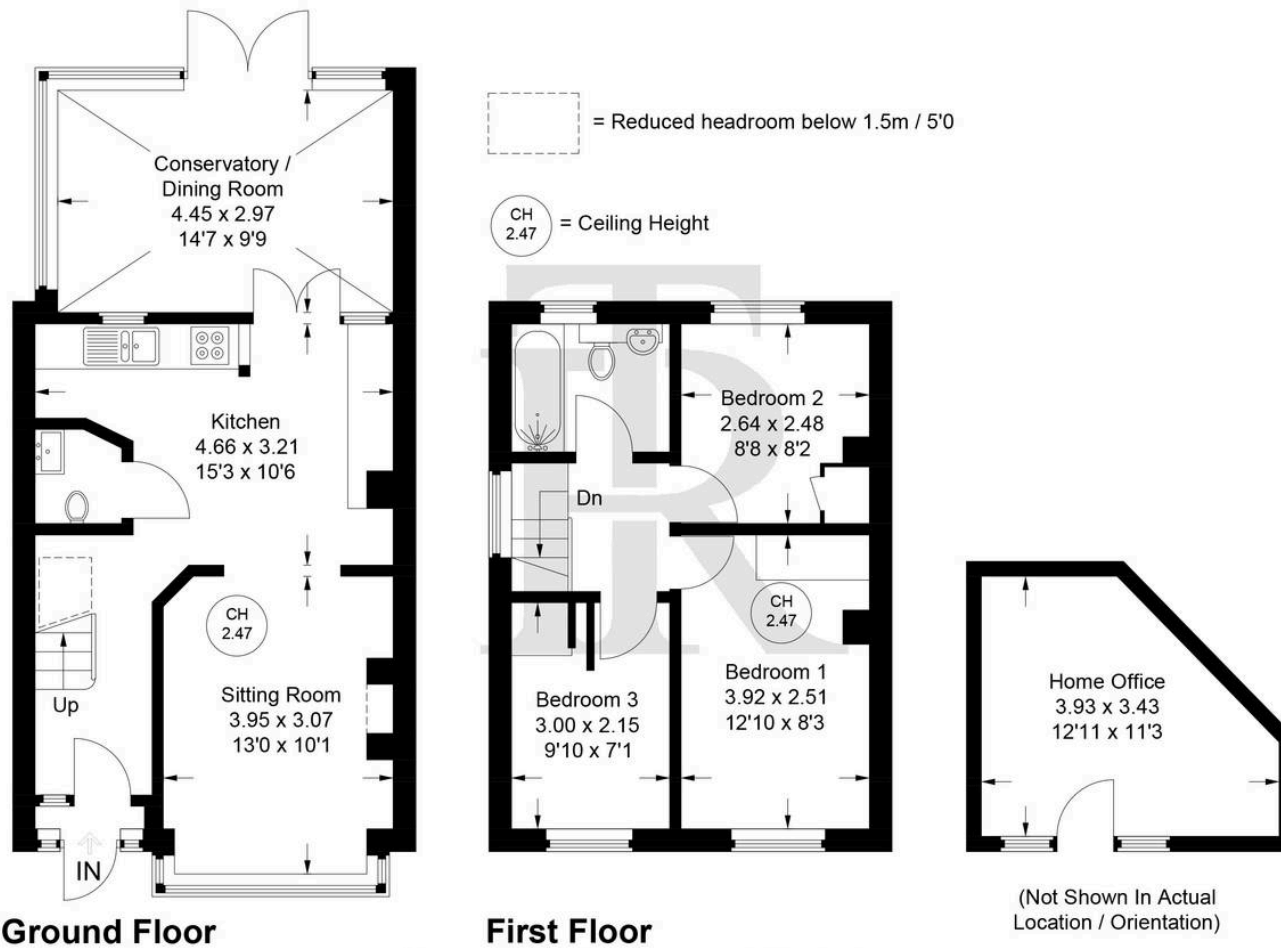 Conservatory /
Dining Room
4.45 x 2.97
14'7 x 9'9
= Reduced headroom below 1.5m / 5'0
CH
2.47
= Ceiling Height
Kitchen
4.66 x 3.21
15'3 x 10'6
CH
2.47
Sitting Room
3.95 x 3.07
13'0 x 10'1
Up
IN
Ground Floor
Bedroom 2
2.64 x 2.48
8'8 x 8'2
Dn
CH
2.47
Bedroom 1
3.92 x 2.51
12'10 x 8'3
Bedroom 3
3.00 x 2.15
9'10 x 7'1
First Floor
Home Office
3.93 x 3.43
12'11 x 11'3
(Not Shown In Actual
Location / Orientation)